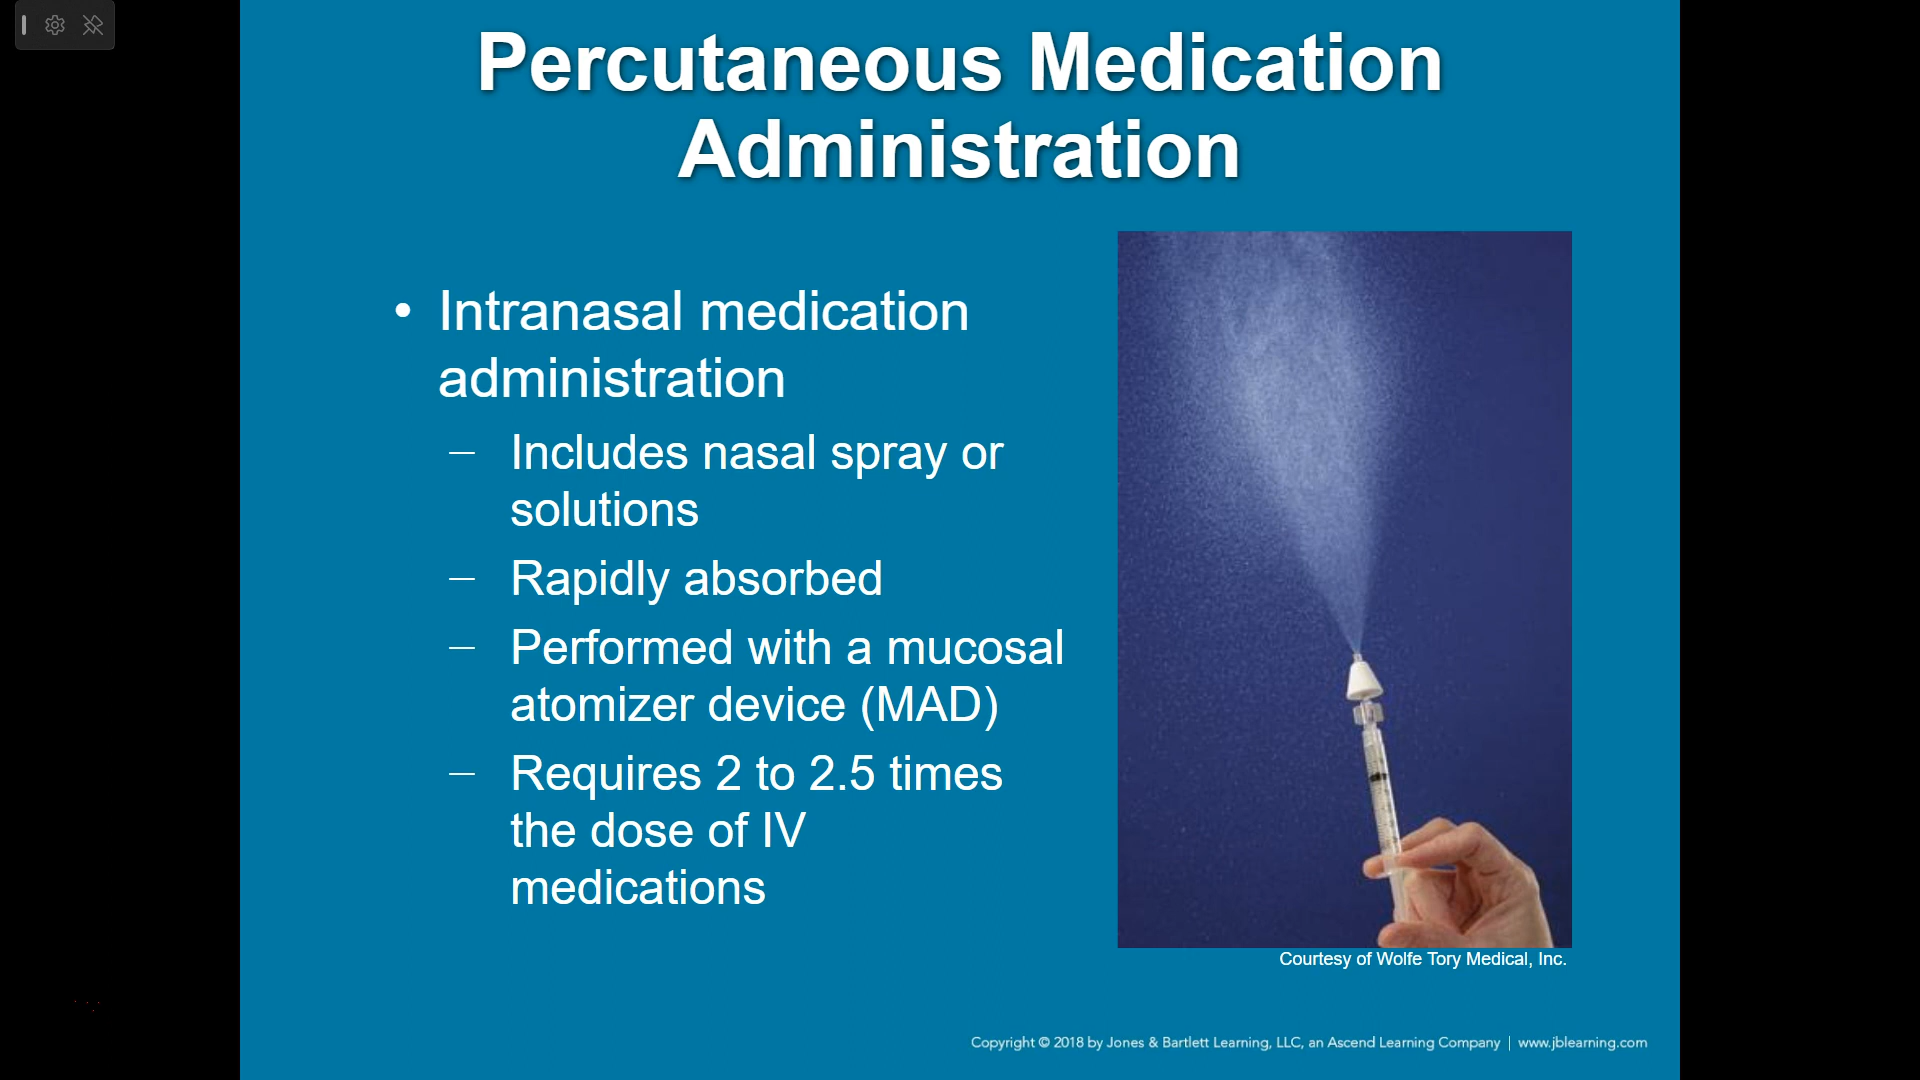 Percutaneous Medication
Administration
• Intranasal medication
administration
– Includes nasal spray or
solutions
– Rapidly absorbed
– Performed with a mucosal
atomizer device (MAD)
– Requires 2 to 2.5 times
the dose of IV
medications
Courtesy of Wolfe Tory Medical, Inc.
Copyright © 2018 by Jones & Bartlett Learning, LLC, an Ascend Learning Company | www.jblearning.com